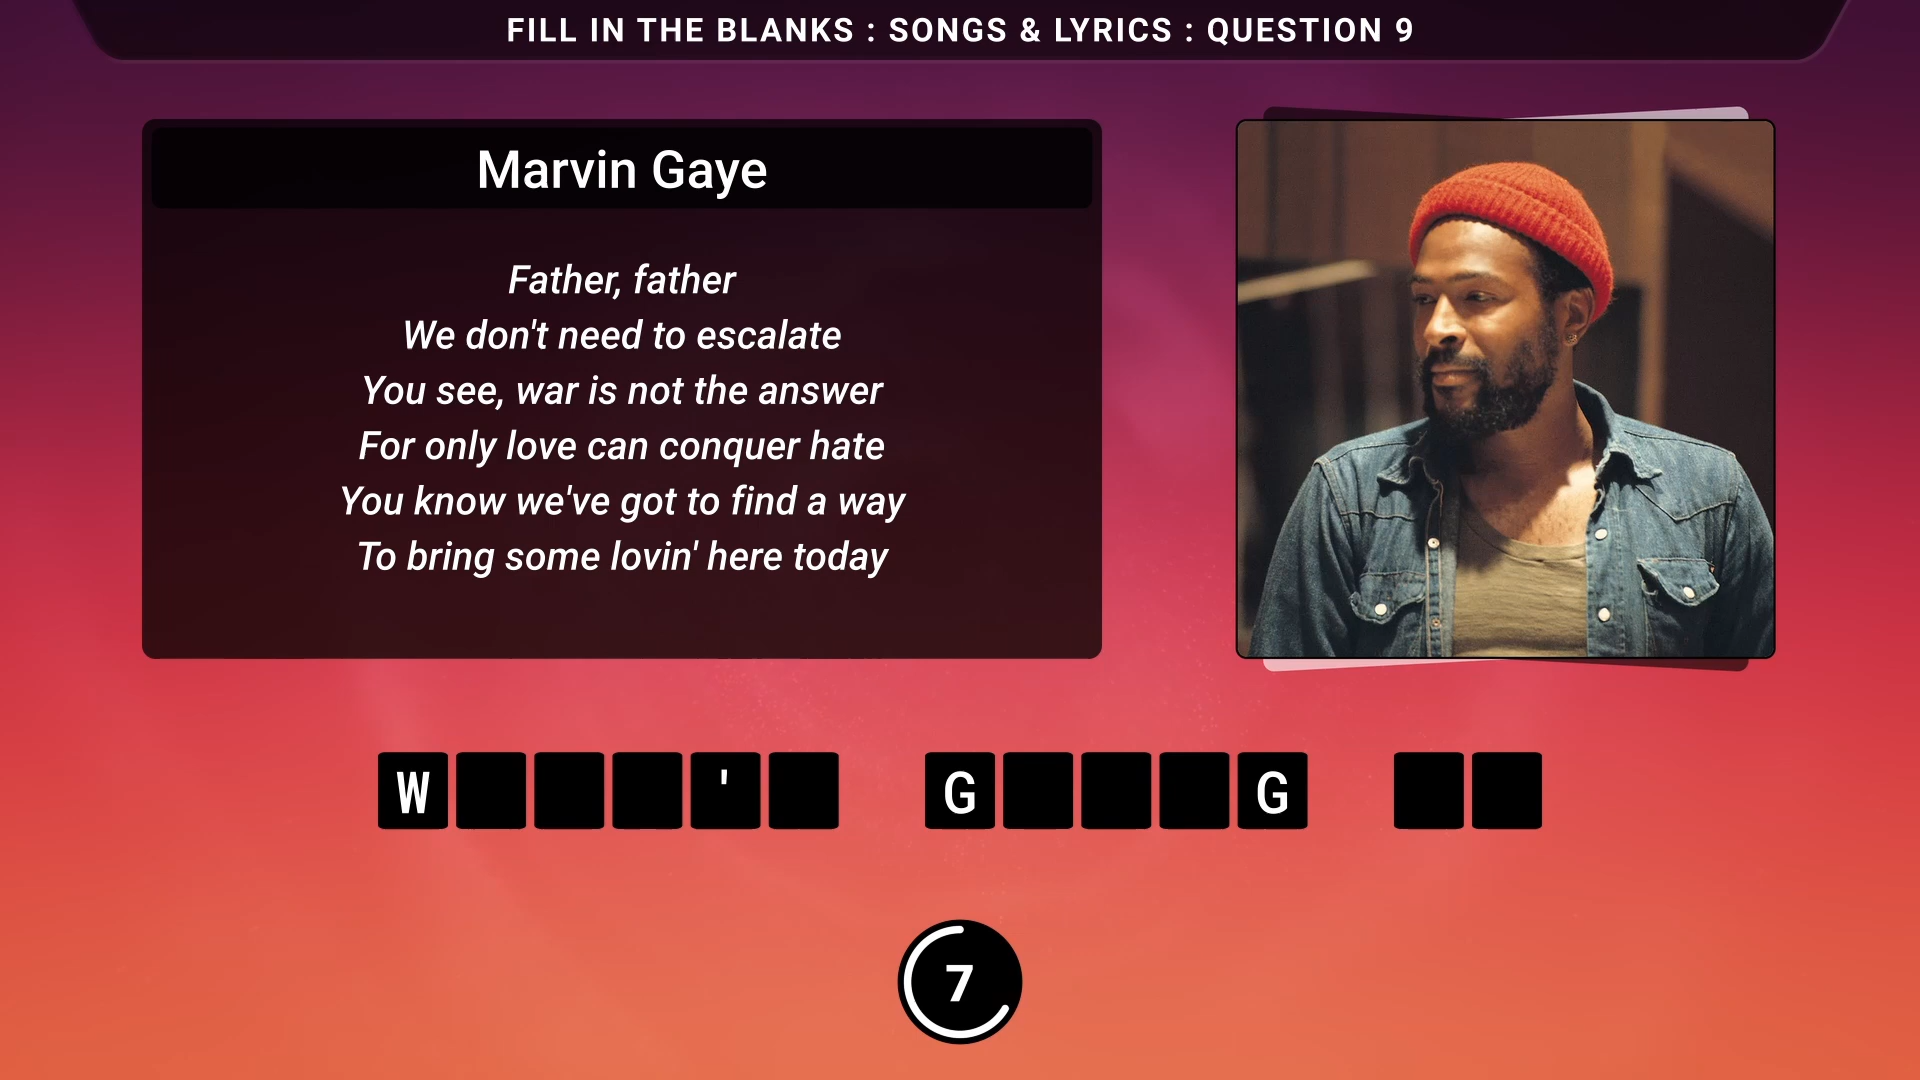 FILL IN THE BLANKS : SONGS & LYRICS : QUESTION 9
Marvin Gaye
Father, father
We don't need to escalate
You see, war is not the answer
For only love can conquer hate
You know we've got to find a way
To bring some lovin' here today
W ' G G
7